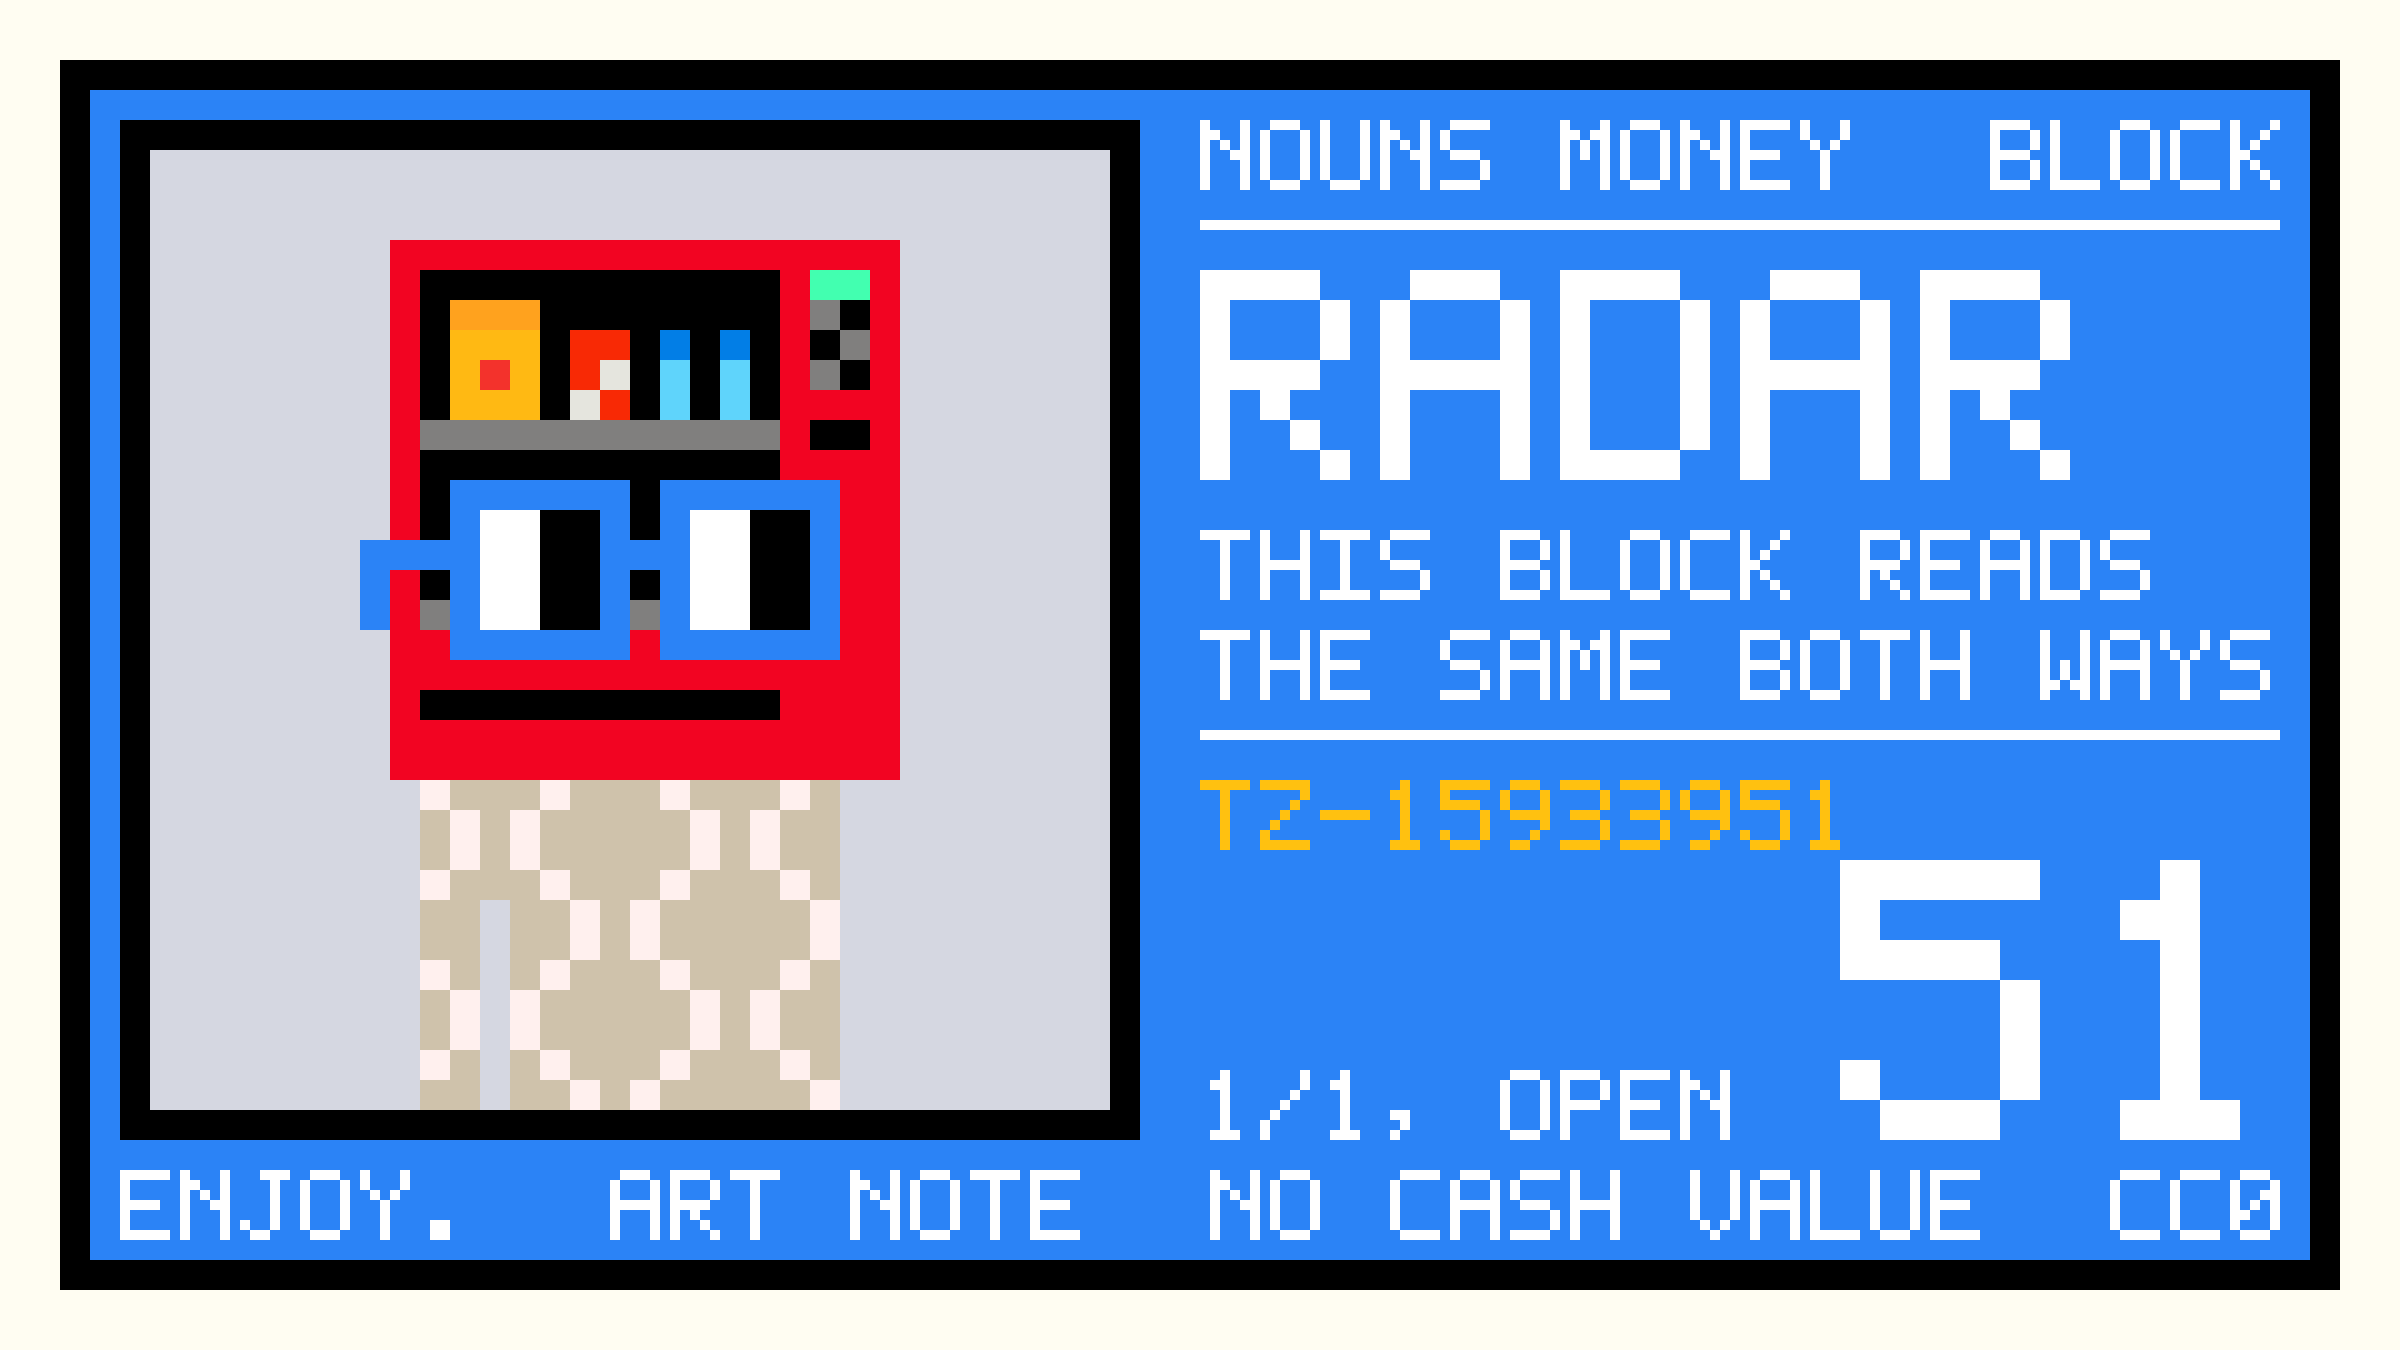 NOUNS MONEY BLOCK
RADAR
THIS BLOCK READS
THE SAME BOTH WAYS
TZ-15933951
51
1/1, OPEN
ENJOY. ART NOTE NO CASH VALUE CC0